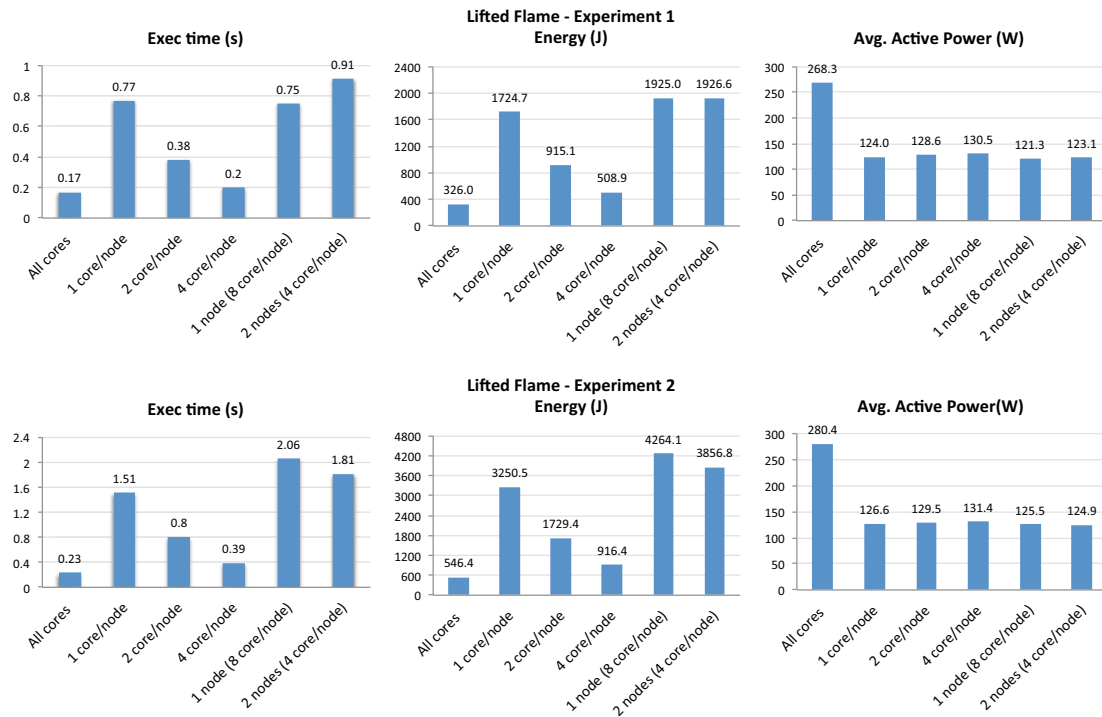 Lifted Flame - Experiment 1
Exec time (s)
1
0.8
0.6
0.4
0.2
0
0.17
0.77
0.38
0.2
0.75
0.91
All cores
1 core/node
2 core/node
4 core/node
1 node (8 core/node)
2 nodes (4 core/node)
Energy (J)
2400
2000
1600
1200
800
400
0
326.0
1724.7
915.1
508.9
1925.0
1926.6
All cores
1 core/node
2 core/node
4 core/node
1 node (8 core/node)
2 nodes (4 core/node)
Avg. Active Power (W)
300
250
200
150
100
50
0
268.3
124.0
128.6
130.5
121.3
123.1
All cores
1 core/node
2 core/node
4 core/node
1 node (8 core/node)
2 nodes (4 core/node)
Lifted Flame - Experiment 2
Exec time (s)
2.4
2
1.6
1.2
0.8
0.4
0
0.23
1.51
0.8
0.39
2.06
1.81
All cores
1 core/node
2 core/node
4 core/node
1 node (8 core/node)
2 nodes (4 core/node)
Energy (J)
4800
4200
3600
3000
2400
1800
1200
600
0
546.4
3250.5
1729.4
916.4
4264.1
3856.8
All cores
1 core/node
2 core/node
4 core/node
1 node (8 core/node)
2 nodes (4 core/node)
Avg. Active Power(W)
300
250
200
150
100
50
0
280.4
126.6
129.5
131.4
125.5
124.9
All cores
1 core/node
2 core/node
4 core/node
1 node (8 core/node)
2 nodes (4 core/node)